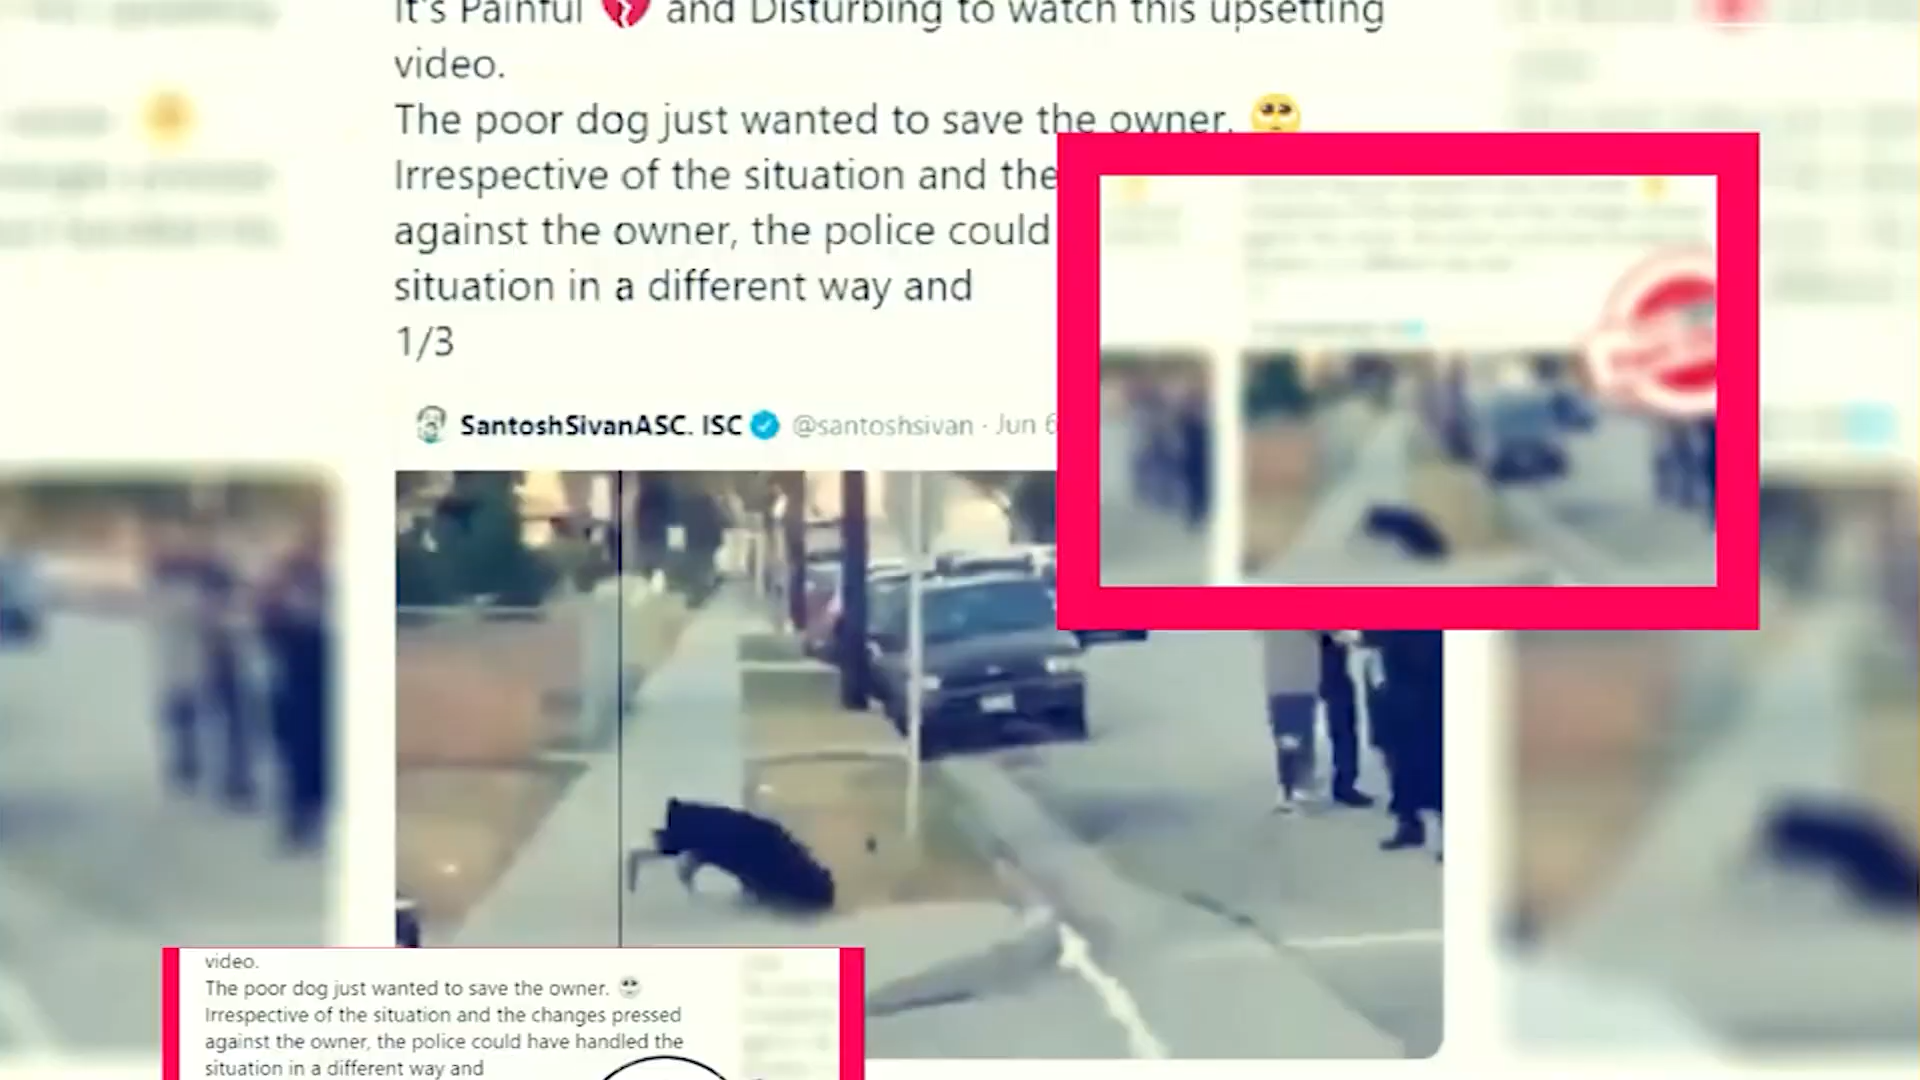 It's Painful 💔 and Disturbing to watch this upsetting
video.
The poor dog just wanted to save the owner. 🥺
Irrespective of the situation and the
against the owner, the police could
situation in a different way and
1/3
SantoshSivanASC. ISC @santoshsivan · Jun 6
video.
The poor dog just wanted to save the owner. 🥺
Irrespective of the situation and the changes pressed
against the owner, the police could have handled the
situation in a different way and